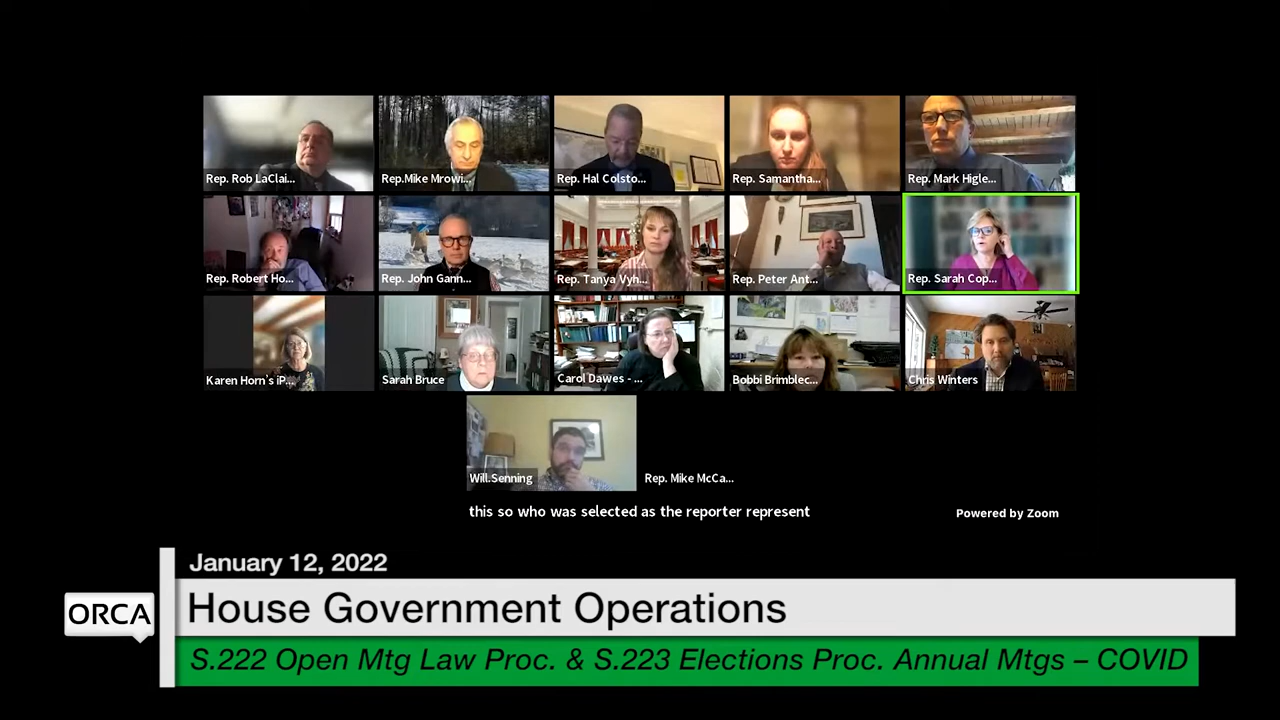 Rep. Rob LaClai...
Rep.Mike Mrowi...
Rep. Hal Colsto...
Rep. Samantha...
Rep. Mark Higle...
Rep. Robert Ho...
Rep. John Gann...
Rep. Tanya Vyh...
Rep. Peter Ant...
Rep. Sarah Cop...
Karen Horn's iP...
Sarah Bruce
Carol Dawes - ...
Bobbi Brimblec...
Chris Winters
Will.Senning
Rep. Mike McCa...
this so who was selected as the reporter represent
Powered by Zoom
January 12, 2022
ORCA
House Government Operations
S.222 Open Mtg Law Proc. & S.223 Elections Proc. Annual Mtgs – COVID